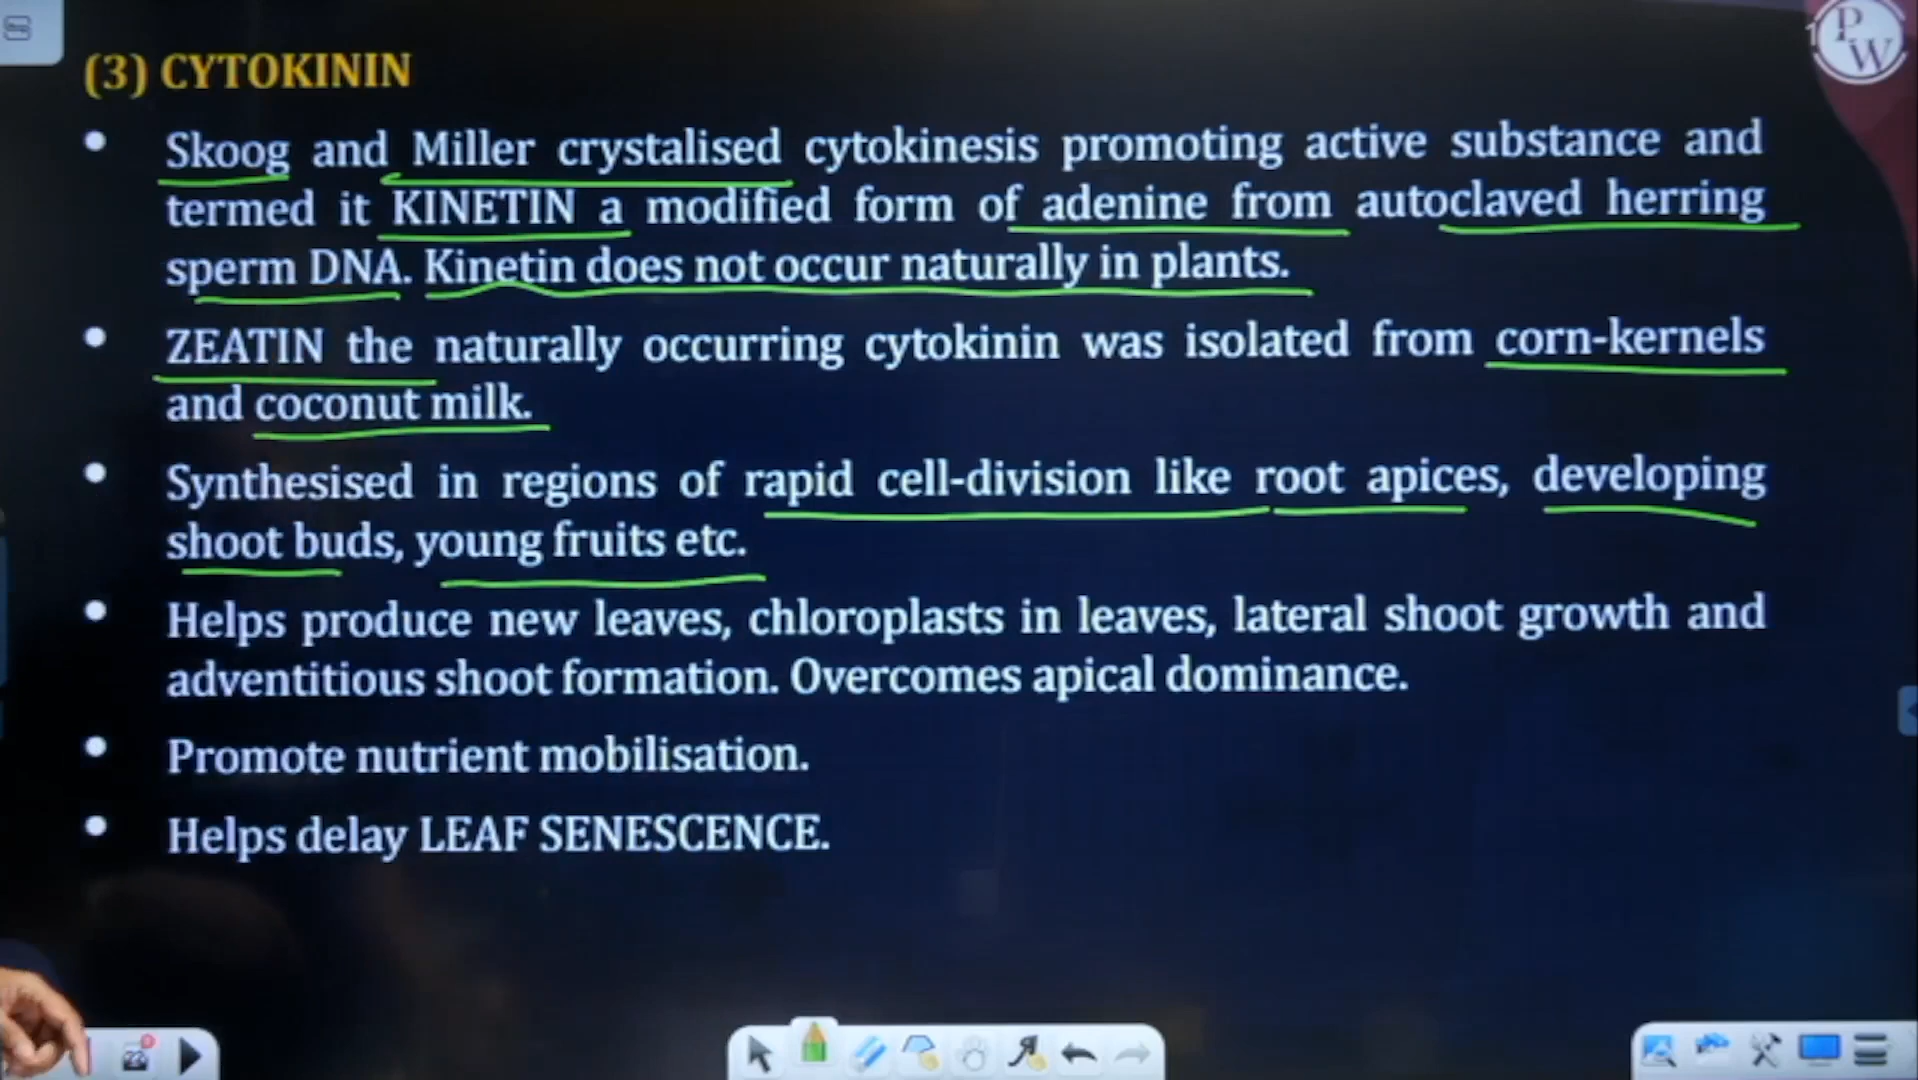 (3) CYTOKININ
• Skoog and Miller crystalised cytokinesis promoting active substance and
termed it KINETIN a modified form of adenine from autoclaved herring
sperm DNA. Kinetin does not occur naturally in plants.
• ZEATIN the naturally occurring cytokinin was isolated from corn-kernels
and coconut milk.
• Synthesised in regions of rapid cell-division like root apices, developing
shoot buds, young fruits etc.
• Helps produce new leaves, chloroplasts in leaves, lateral shoot growth and
adventitious shoot formation. Overcomes apical dominance.
• Promote nutrient mobilisation.
• Helps delay LEAF SENESCENCE.
PW